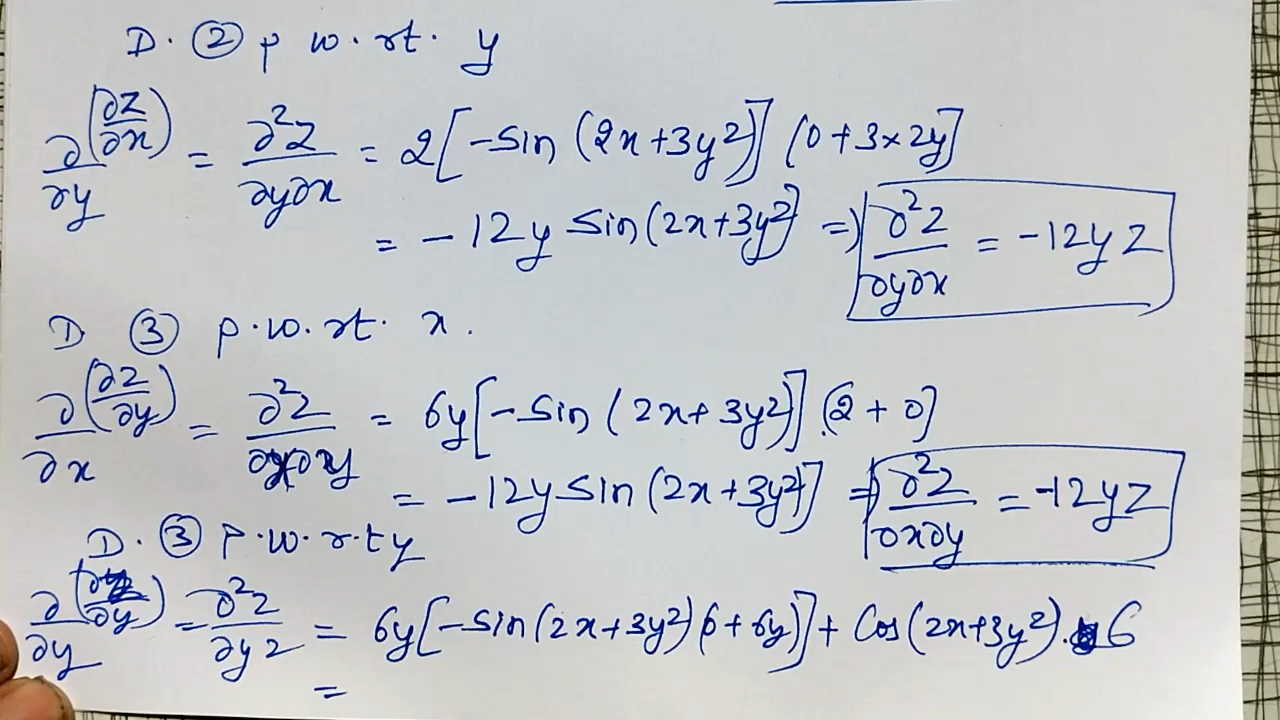 D. ② p w.rt. y
∂(∂z/∂x)/∂y = ∂²z/∂y∂x = 2[-sin (2x+3y²)] (0+3×2y]
= -12y sin(2x+3y²) ⇒ ∂²z/∂y∂x = -12yz
D ③ p.w.rt. x.
∂(∂z/∂y)/∂x = ∂²z/∂x∂y = 6y[-sin (2x+3y²)] (2+0]
= -12y sin (2x+3y²)] ⇒ ∂²z/∂x∂y = -12yz
D. ③ p.w.r.t y
∂(∂z/∂y)/∂y = ∂²z/∂y2 = 6y[-sin(2x+3y²)(0+6y)]+ cos(2x+3y²).6
=